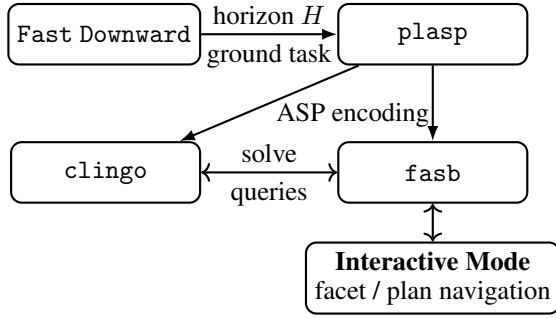 Fast Downward
horizon H
ground task
plasp
ASP encoding
clingo
solve
queries
fasb
Interactive Mode
facet / plan navigation